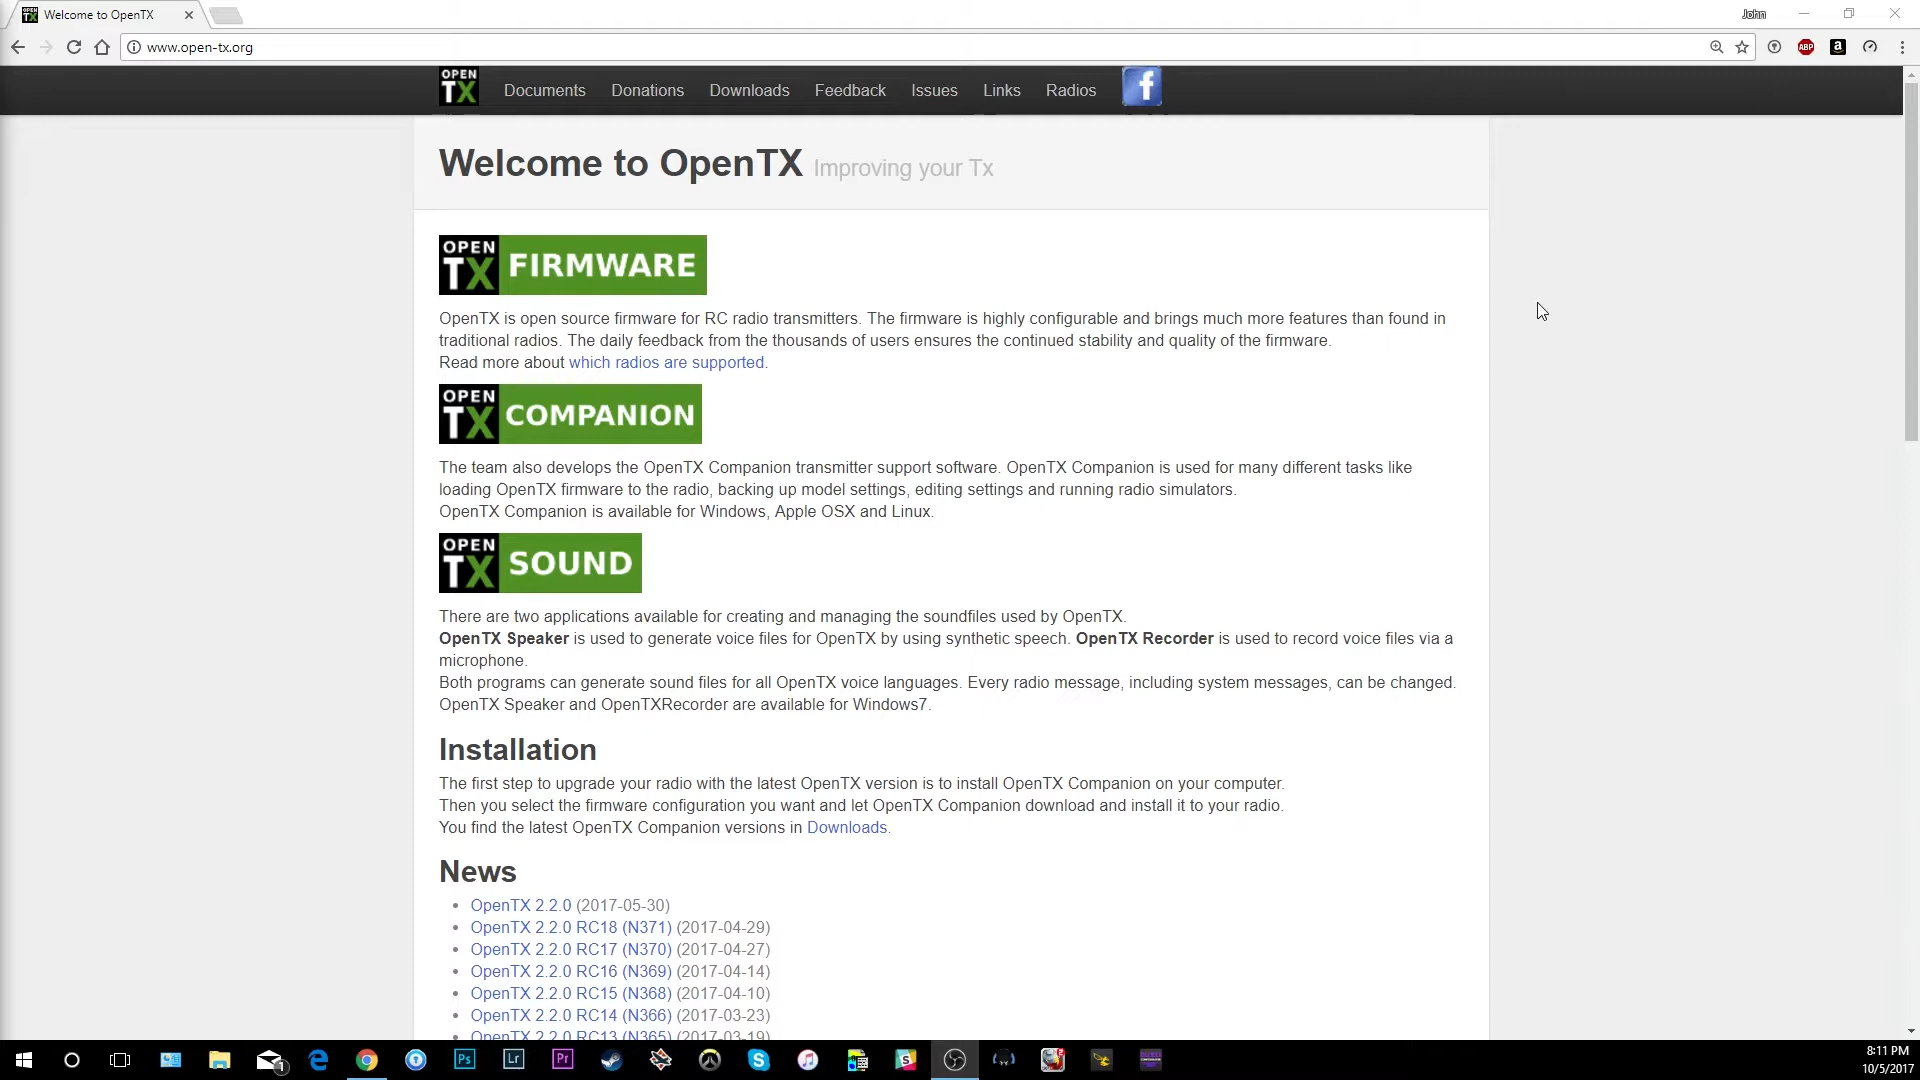 Welcome to OpenTX
John
www.open-tx.org
ABP
a
OPEN
TX
Documents
Donations
Downloads
Feedback
Issues
Links
Radios
f
Welcome to OpenTX Improving your Tx
OPEN
TX FIRMWARE
OpenTX is open source firmware for RC radio transmitters. The firmware is highly configurable and brings much more features than found in
traditional radios. The daily feedback from the thousands of users ensures the continued stability and quality of the firmware.
Read more about which radios are supported.
OPEN
TX COMPANION
The team also develops the OpenTX Companion transmitter support software. OpenTX Companion is used for many different tasks like
loading OpenTX firmware to the radio, backing up model settings, editing settings and running radio simulators.
OpenTX Companion is available for Windows, Apple OSX and Linux.
OPEN
TX SOUND
There are two applications available for creating and managing the soundfiles used by OpenTX.
OpenTX Speaker is used to generate voice files for OpenTX by using synthetic speech. OpenTX Recorder is used to record voice files via a
microphone.
Both programs can generate sound files for all OpenTX voice languages. Every radio message, including system messages, can be changed.
OpenTX Speaker and OpenTXRecorder are available for Windows7.
Installation
The first step to upgrade your radio with the latest OpenTX version is to install OpenTX Companion on your computer.
Then you select the firmware configuration you want and let OpenTX Companion download and install it to your radio.
You find the latest OpenTX Companion versions in Downloads.
News
OpenTX 2.2.0 (2017-05-30)
OpenTX 2.2.0 RC18 (N371) (2017-04-29)
OpenTX 2.2.0 RC17 (N370) (2017-04-27)
OpenTX 2.2.0 RC16 (N369) (2017-04-14)
OpenTX 2.2.0 RC15 (N368) (2017-04-10)
OpenTX 2.2.0 RC14 (N366) (2017-03-23)
OpenTX 2.2.0 RC13 (N365) (2017-03-19)
1
Ps
Lr
Pr
8:11 PM
10/5/2017